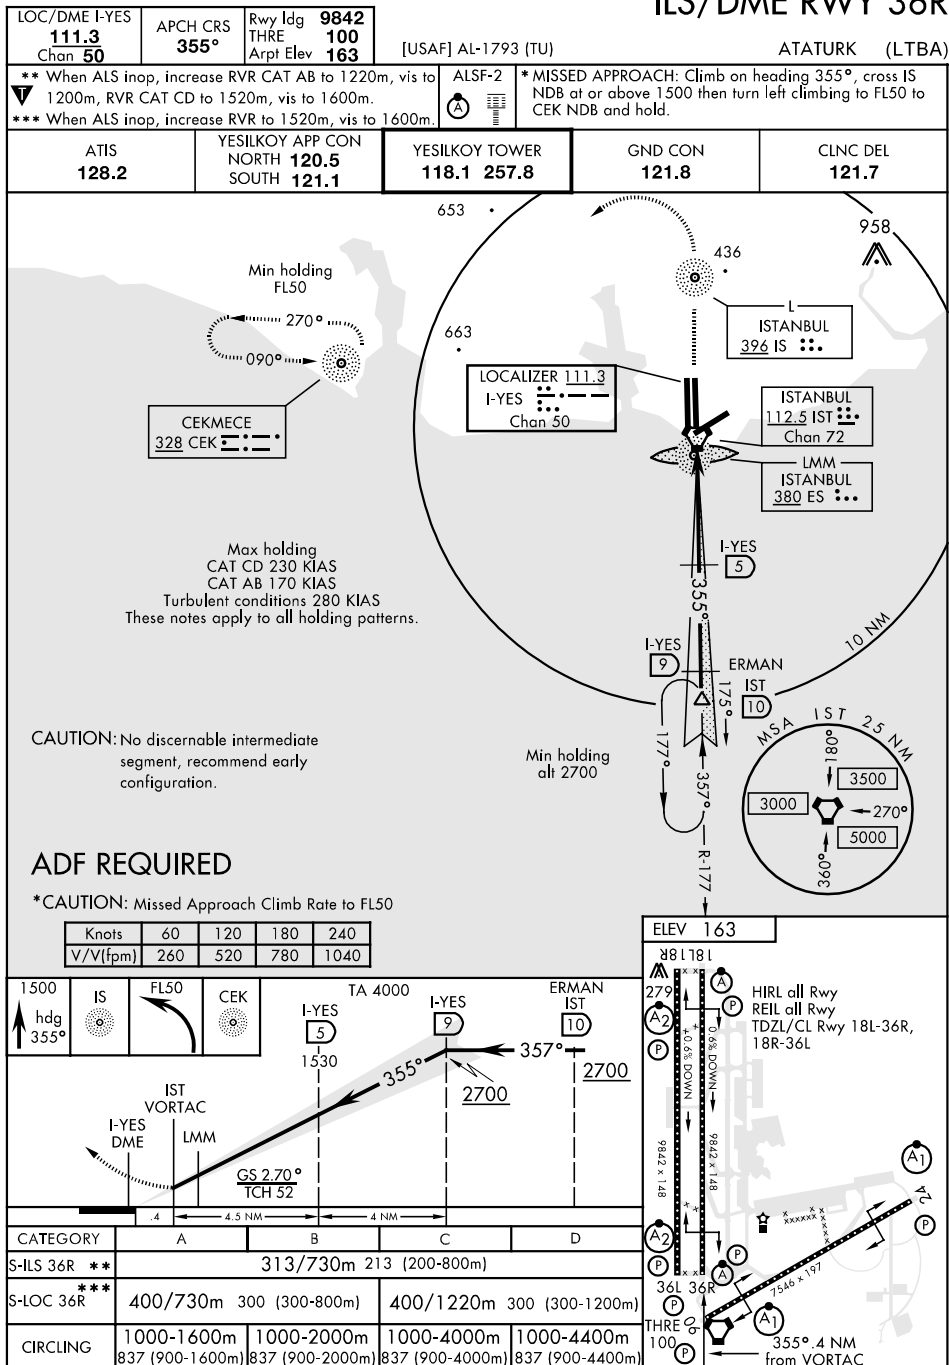 ILS/DME RWY 36R
LOC/DME I-YES
111.3
Chan 50
APCH CRS
355°
Rwy ldg 9842
THRE 100
Arpt Elev 163
[USAF] AL-1793 (TU)
ATATURK (LTBA)
** When ALS inop, increase RVR CAT AB to 1220m, vis to
1200m, RVR CAT CD to 1520m, vis to 1600m.
*** When ALS inop, increase RVR to 1520m, vis to 1600m.
T
ALSF-2
A
* MISSED APPROACH: Climb on heading 355°, cross IS
NDB at or above 1500 then turn left climbing to FL50 to
CEK NDB and hold.
ATIS
128.2
YESILKOY APP CON
NORTH 120.5
SOUTH 121.1
YESILKOY TOWER
118.1 257.8
GND CON
121.8
CLNC DEL
121.7
653
958
436
Min holding
FL50
270°
090°
663
L
ISTANBUL
396 IS
LOCALIZER 111.3
I-YES
Chan 50
CEKMECE
328 CEK
ISTANBUL
112.5 IST
Chan 72
LMM
ISTANBUL
380 ES
Max holding
CAT CD 230 KIAS
CAT AB 170 KIAS
Turbulent conditions 280 KIAS
These notes apply to all holding patterns.
I-YES
5
355°
10 NM
I-YES
9
ERMAN
IST
10
175°
177°
357°
R-177
CAUTION: No discernable intermediate
segment, recommend early
configuration.
Min holding
alt 2700
MSA IST 25 NM
180°
3500
3000
270°
5000
360°
ADF REQUIRED
*CAUTION: Missed Approach Climb Rate to FL50
Knots 60 120 180 240
V/V(fpm) 260 520 780 1040
ELEV 163
1500
hdg
355°
IS
FL50
CEK
TA 4000
I-YES
5
1530
I-YES
9
ERMAN
IST
10
355°
357°
2700
2700
IST
VORTAC
I-YES
DME
LMM
GS 2.70°
TCH 52
.4
4.5 NM
4 NM
18R
18L
279
A
P
A2
P
HIRL all Rwy
REIL all Rwy
TDZL/CL Rwy 18L-36R,
18R-36L
0.6% DOWN
0.6% DOWN
9842 x 148
9842 x 148
A1
24
P
A2
P
P
A
36L 36R
7546 x 197
P
THRE
100
06
P
A1
355° .4 NM
from VORTAC
CATEGORY A B C D
S-ILS 36R ** 313/730m 213 (200-800m)
S-LOC 36R *** 400/730m 300 (300-800m) 400/1220m 300 (300-1200m)
CIRCLING 1000-1600m 1000-2000m 1000-4000m 1000-4400m
837 (900-1600m) 837 (900-2000m) 837 (900-4000m) 837 (900-4400m)